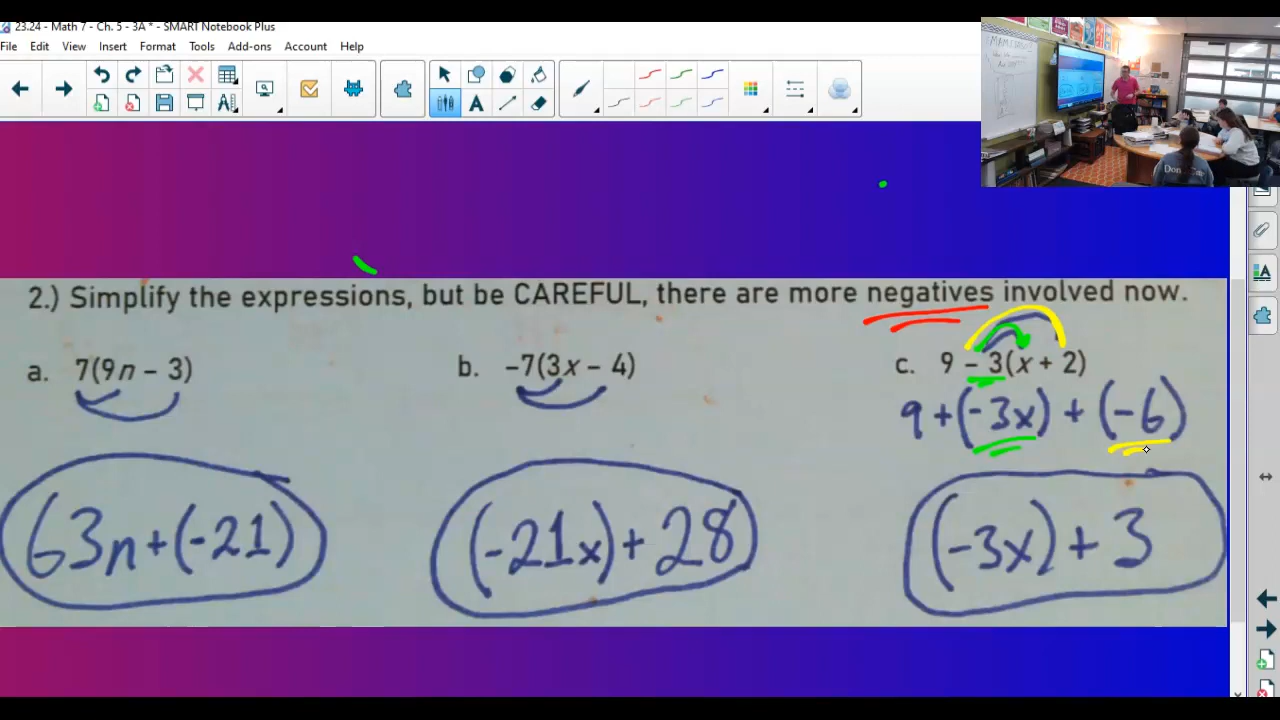 23.24 - Math 7 - Ch. 5 - 3A * - SMART Notebook Plus
File Edit View Insert Format Tools Add-ons Account Help
2.) Simplify the expressions, but be CAREFUL, there are more negatives involved now.
a. 7(9n - 3)
b. -7(3x - 4)
c. 9 - 3(x + 2)
9 + (-3x) + (-6)
63n + (-21)
(-21x) + 28
(-3x) + 3